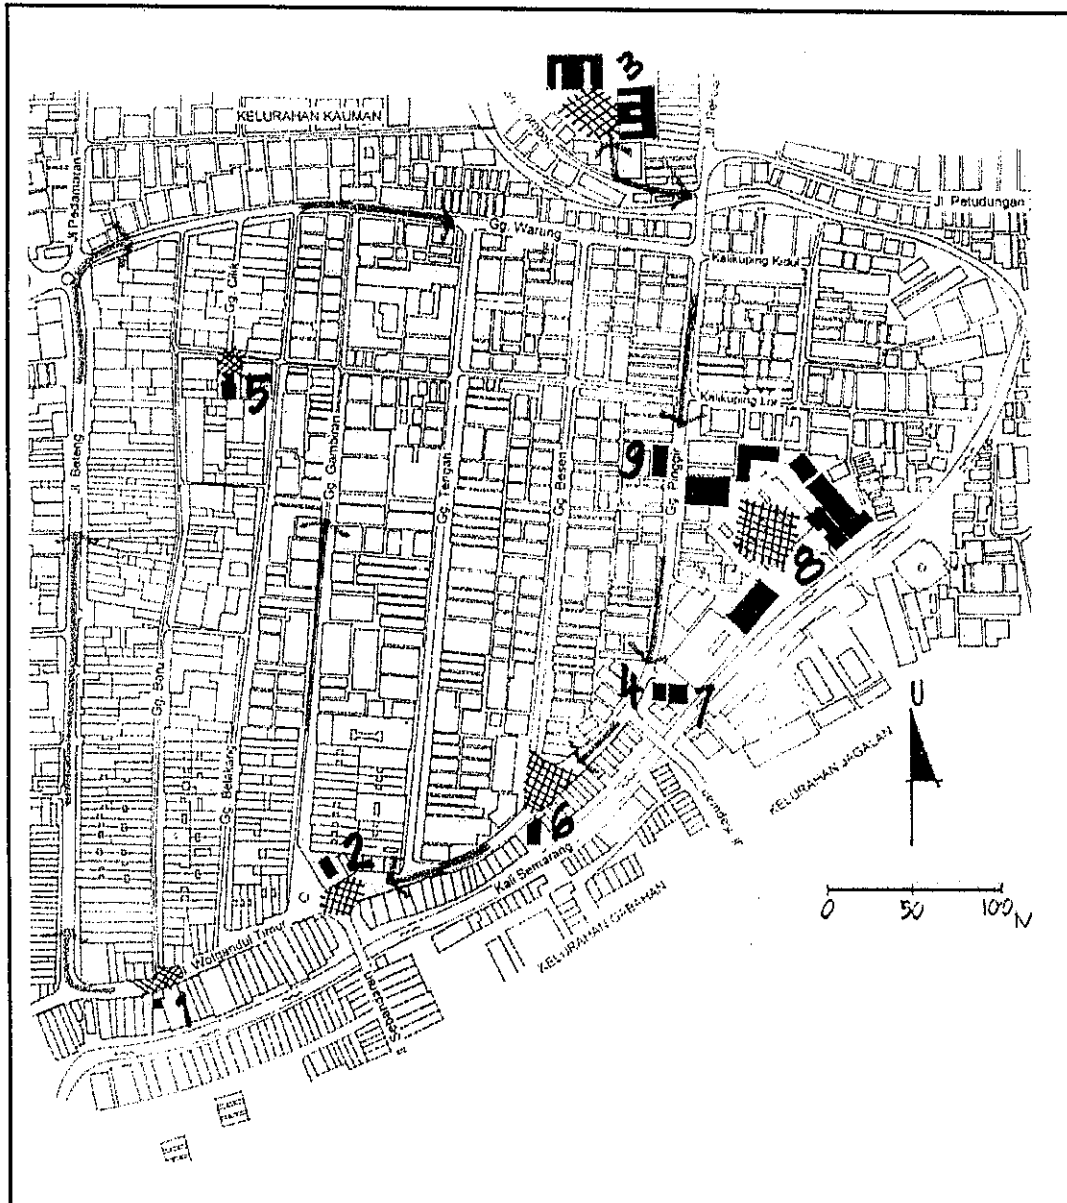 3
KELURAHAN KAUMAN
Jl Pedamaran
Jl. Petudungan
Gg. Warung
Kalikuping Kidul
Gg. Cilik
5
Kalikuping Lor
Jl. Beteng
Gg. Gambiran
Gg. Tengah
Gg. Besen
9
Gg. Pinggir
8
Gg. Baru
Gg. Belakang
4
7
U
KELURAHAN JAGALAN
6
2
Kali Semarang
KELURAHAN GABAHAN
0 50 100 M
Wotgandul Timur
1